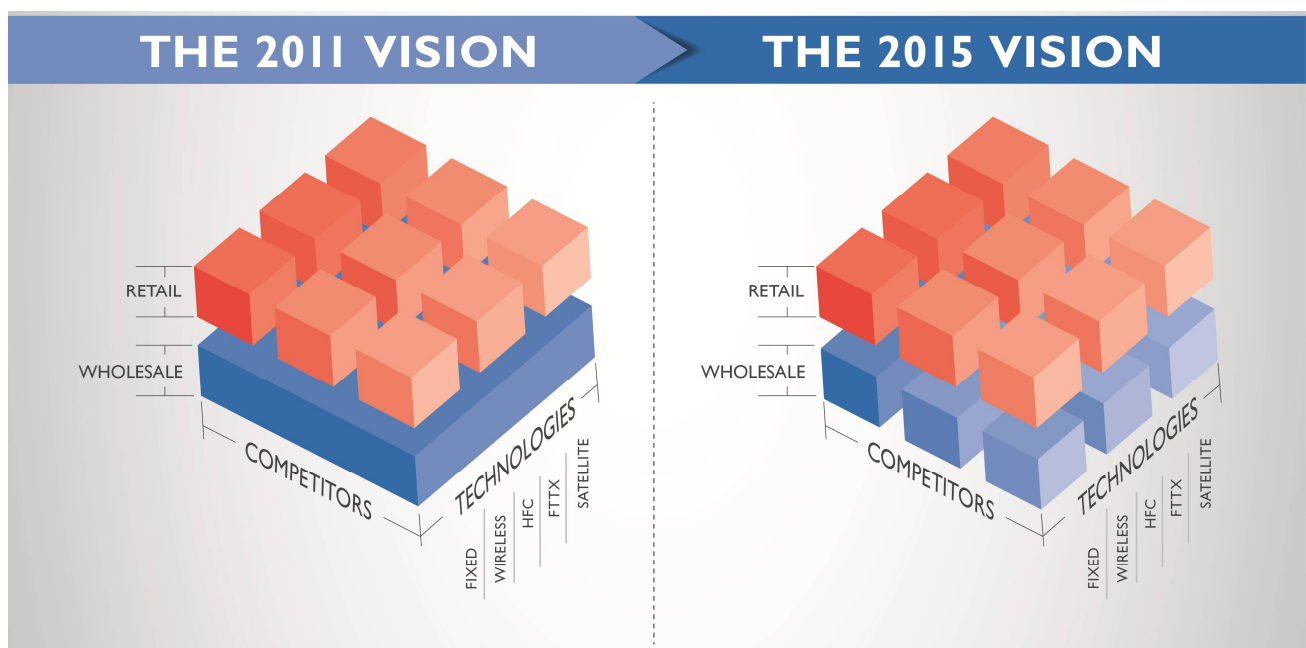 THE 2011 VISION
THE 2015 VISION
RETAIL
WHOLESALE
COMPETITORS
TECHNOLOGIES
FIXED
WIRELESS
HFC
FTTX
SATELLITE
RETAIL
WHOLESALE
COMPETITORS
TECHNOLOGIES
FIXED
WIRELESS
HFC
FTTX
SATELLITE